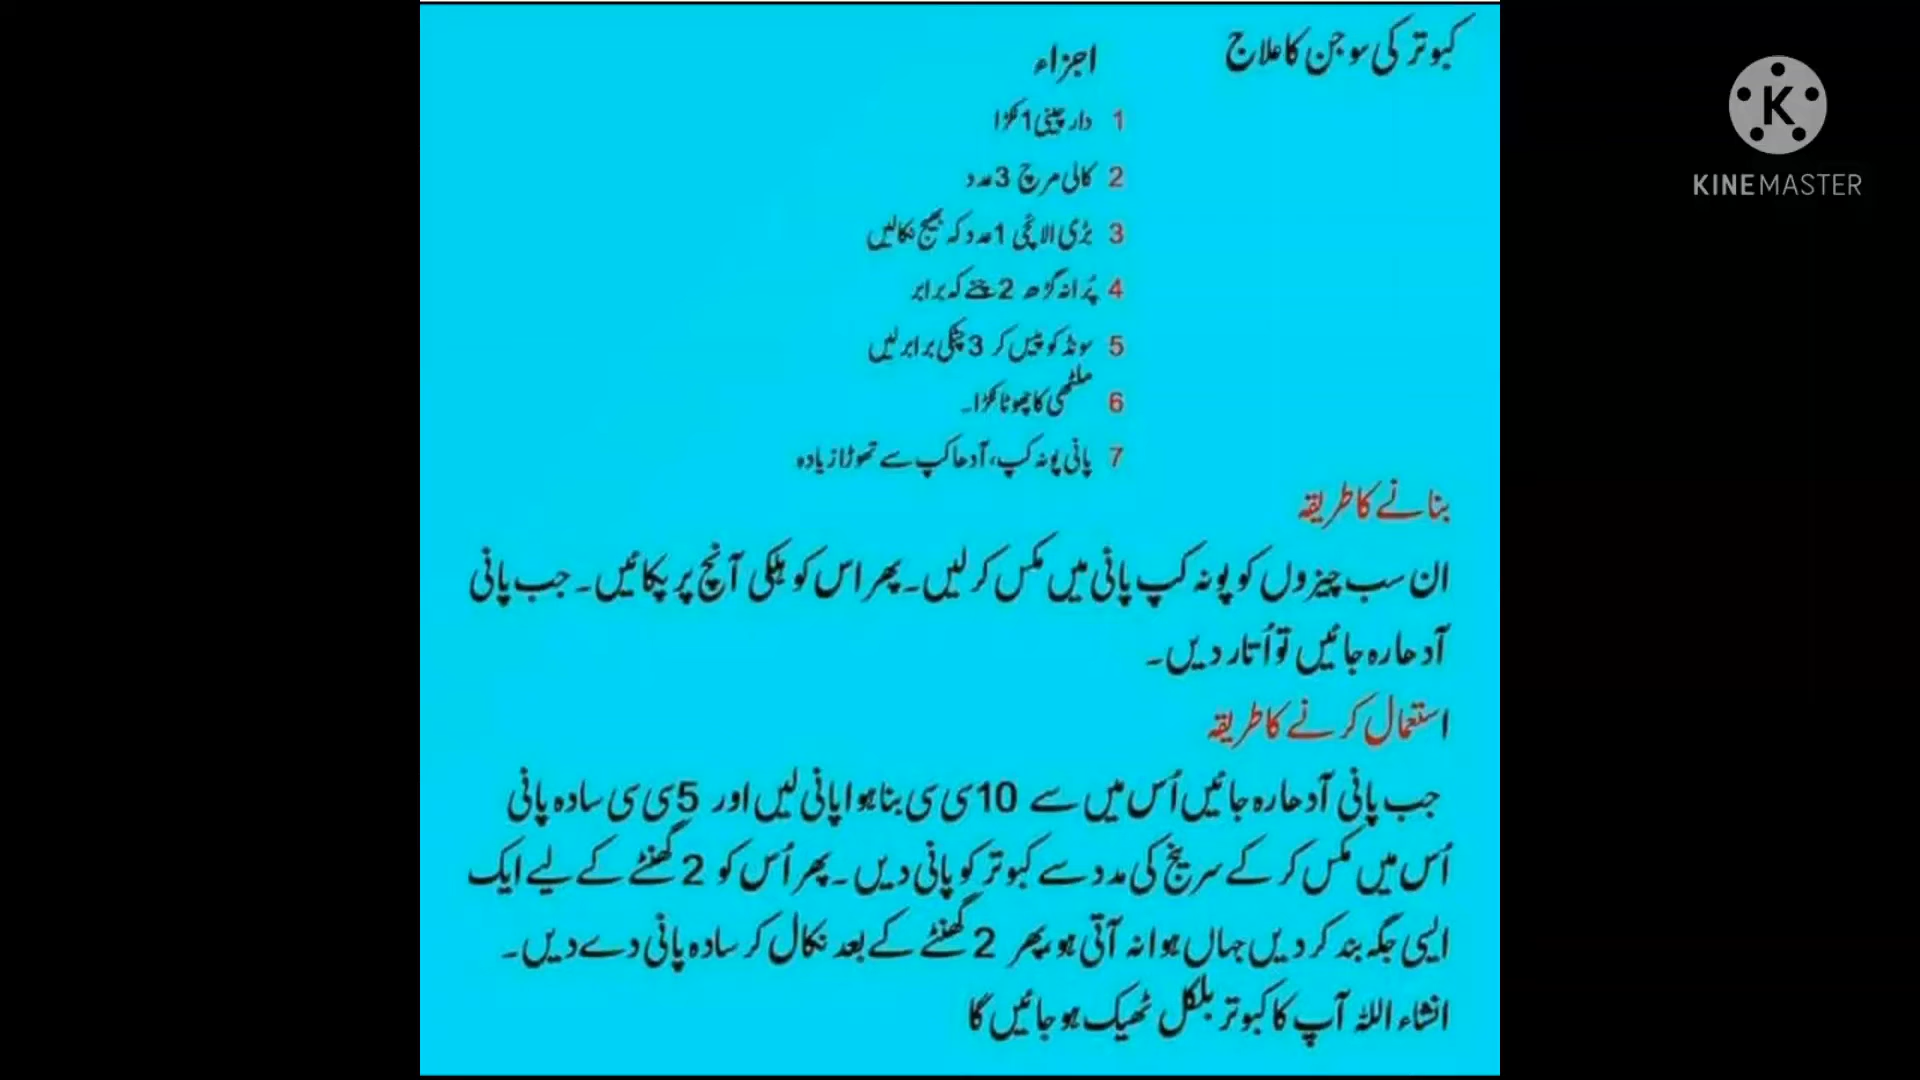 کبوتر کی سوجن کا علاج
اجزاء
1 دار چینی 1 ٹکڑا
2 کالی مرچ 3 عدد
3 بڑی الائچی 1 عدد کہ بھیج نکالیں
4 پُرانہ گڑھ 2 چنے کہ برابر
5 سونڈ کو پیس کر 3 چٹکی برابر لیں
6 ملٹھی کا چھوٹا ٹکڑا۔
7 پانی پونہ کپ، آدھا کپ سے تھوڑا زیادہ
بنانے کا طریقہ
ان سب چیزوں کو پونہ کپ پانی میں مکس کر لیں۔ پھر اس کو ہلکی آنچ پر پکائیں۔ جب پانی
آدھا رہ جائیں تو اُتار دیں۔
استعمال کرنے کا طریقہ
جب پانی آدھا رہ جائیں اُس میں سے 10 سی سی بنا ہوا پانی لیں اور 5 سی سی سادہ پانی
اُس میں مکس کر کے سرینج کی مدد سے کبوتر کو پانی دیں۔ پھر اُس کو 2 گھنٹے کے لیے ایک
ایسی جگہ بند کر دیں جہاں ہوا نہ آتی ہو، پھر 2 گھنٹے کے بعد نکال کر سادہ پانی دے دیں۔
انشاء اللہ آپ کا کبوتر بلکل ٹھیک ہو جائیں گا
K
KINEMASTER